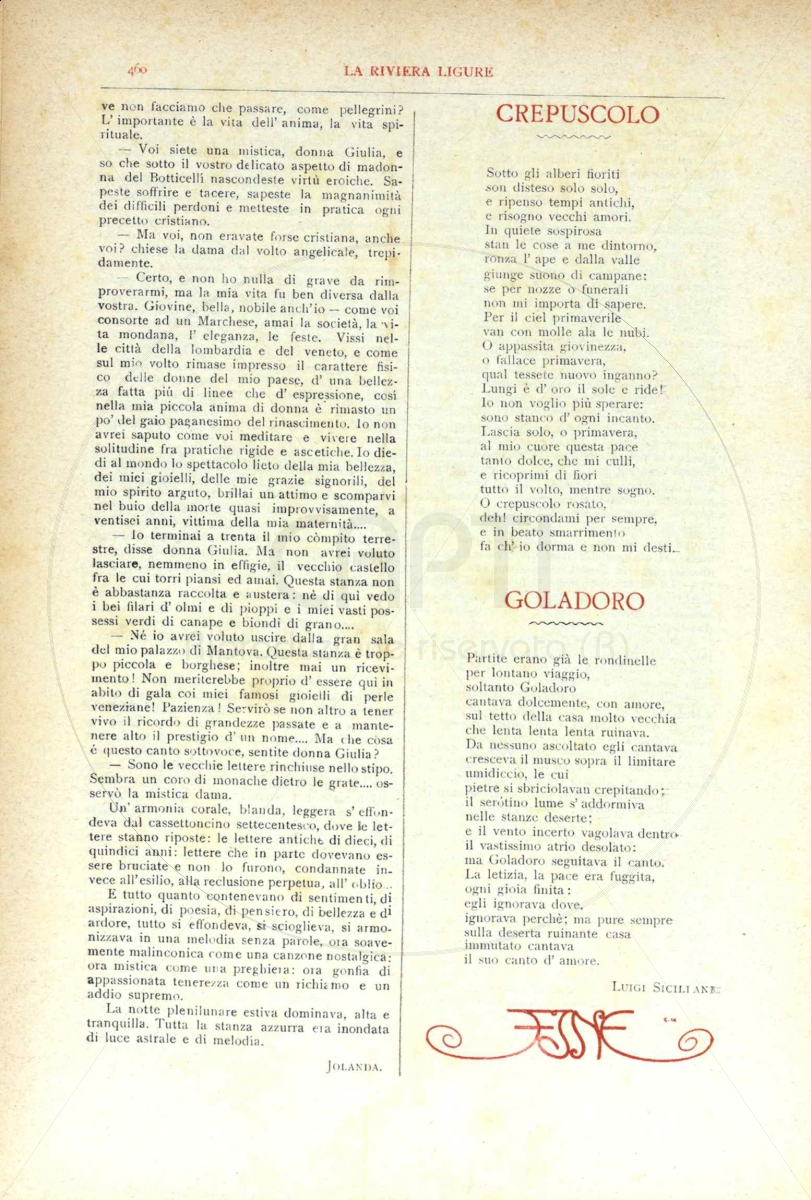 460
LA RIVIERA LIGURE
ve non facciamo che passare, come pellegrini?
L' importante è la vita dell' anima, la vita spi-
rituale.
— Voi siete una mistica, donna Giulia, e
so che sotto il vostro delicato aspetto di madon-
na del Botticelli nascondeste virtù eroiche. Sa-
peste soffrire e tacere, sapeste la magnanimità
dei difficili perdoni e metteste in pratica ogni
precetto cristiano.
— Ma voi, non eravate forse cristiana, anche
voi? chiese la dama dal volto angelicale, trepi-
damente.
— Certo, e non ho nulla di grave da rim-
proverarmi, ma la mia vita fu ben diversa dalla
vostra. Giovine, bella, nobile anch'io — come voi
consorte ad un Marchese, amai la società, la vi-
ta mondana, l' eleganza, le feste. Vissi nel-
le città della lombardia e del veneto, e come
sul mio volto rimase impresso il carattere fisi-
co delle donne del mio paese, d' una bellez-
za fatta più di linee che d' espressione, così
nella mia piccola anima di donna è rimasto un
po' del gaio paganesimo del rinascimento. Io non
avrei saputo come voi meditare e vivere nella
solitudine fra pratiche rigide e ascetiche. Io die-
di al mondo lo spettacolo lieto della mia bellezza,
dei miei gioielli, delle mie grazie signorili, del
mio spirito arguto, brillai un attimo e scomparvi
nel buio della morte quasi improvvisamente, a
ventisei anni, vittima della mia maternità....
— Io terminai a trenta il mio còmpito terre-
stre, disse donna Giulia. Ma non avrei voluto
lasciare, nemmeno in effigie, il vecchio castello
fra le cui torri piansi ed amai. Questa stanza non
è abbastanza raccolta e austera: nè di quì vedo
i bei filari d' olmi e di pioppi e i miei vasti pos-
sessi verdi di canape e biondi di grano....
— Né io avrei voluto uscire dalla gran sala
del mio palazzo di Mantova. Questa stanza è trop-
po piccola e borghese; inoltre mai un ricevi-
mento! Non meriterebbe proprio d' essere qui in
abito di gala coi miei famosi gioielli di perle
veneziane! Pazienza! Servirò se non altro a tener
vivo il ricordo di grandezze passate e a mante-
nere alto il prestigio d' un nome.... Ma che cosa
è questo canto sottovoce, sentite donna Giulia?
— Sono le vecchie lettere rinchiuse nello stipo.
Sembra un coro di monache dietro le grate.... os-
servò la mistica dama.
Un' armonia corale, blanda, leggera s' effon-
deva dal cassettoncino settecentesco, dove le let-
tere stanno riposte: le lettere antiche di dieci, di
quindici anni: lettere che in parte dovevano es-
sere bruciate e non lo furono, condannate in-
vece all'esilio, alla reclusione perpetua, all' oblio...
E tutto quanto contenevano di sentimenti, di
aspirazioni, di poesia, di pensiero, di bellezza e di
ardore, tutto si effondeva, si scioglieva, si armo-
nizzava in una melodia senza parole, ora soave-
mente malinconica come una canzone nostalgica:
ora mistica come una preghiera: ora gonfia di
appassionata tenerezza come un richiamo e un
addio supremo.
La notte plenilunare estiva dominava, alta e
tranquilla. Tutta la stanza azzurra era inondata
di luce astrale e di melodia.
JOLANDA.
CREPUSCOLO
Sotto gli alberi fioriti
son disteso solo solo,
e ripenso tempi antichi,
e risogno vecchi amori.
In quiete sospirosa
stan le cose a me dintorno,
ronza l' ape e dalla valle
giunge suono di campane:
se per nozze o funerali
non mi importa di sapere.
Per il ciel primaverile
van con molle ala le nubi.
O appassita giovinezza,
o fallace primavera,
qual tessete nuovo inganno?
Lungi è d' oro il sole e ride!
Io non voglio più sperare:
sono stanco d' ogni incanto.
Lascia solo, o primavera,
al mio cuore questa pace
tanto dolce, che mi culli,
e ricoprimi di fiori
tutto il volto, mentre sogno.
O crepuscolo rosato,
deh! circondami per sempre,
e in beato smarrimento
fa ch' io dorma e non mi desti..
GOLADORO
Partite erano già le rondinelle
per lontano viaggio,
soltanto Goladoro
cantava dolcemente, con amore,
sul tetto della casa molto vecchia
che lenta lenta lenta ruinava.
Da nessuno ascoltato egli cantava
cresceva il musco sopra il limitare
umidiccio, le cui
pietre si sbriciolavan crepitando;
il serótino lume s' addormiva
nelle stanze deserte;
e il vento incerto vagolava dentro
il vastissimo atrio desolato:
ma Goladoro seguitava il canto.
La letizia, la pace era fuggita,
ogni gioia finita:
egli ignorava dove,
ignorava perchè; ma pure sempre
sulla deserta ruinante casa
immutato cantava
il suo canto d' amore.
LUIGI SICILIANI
FINE